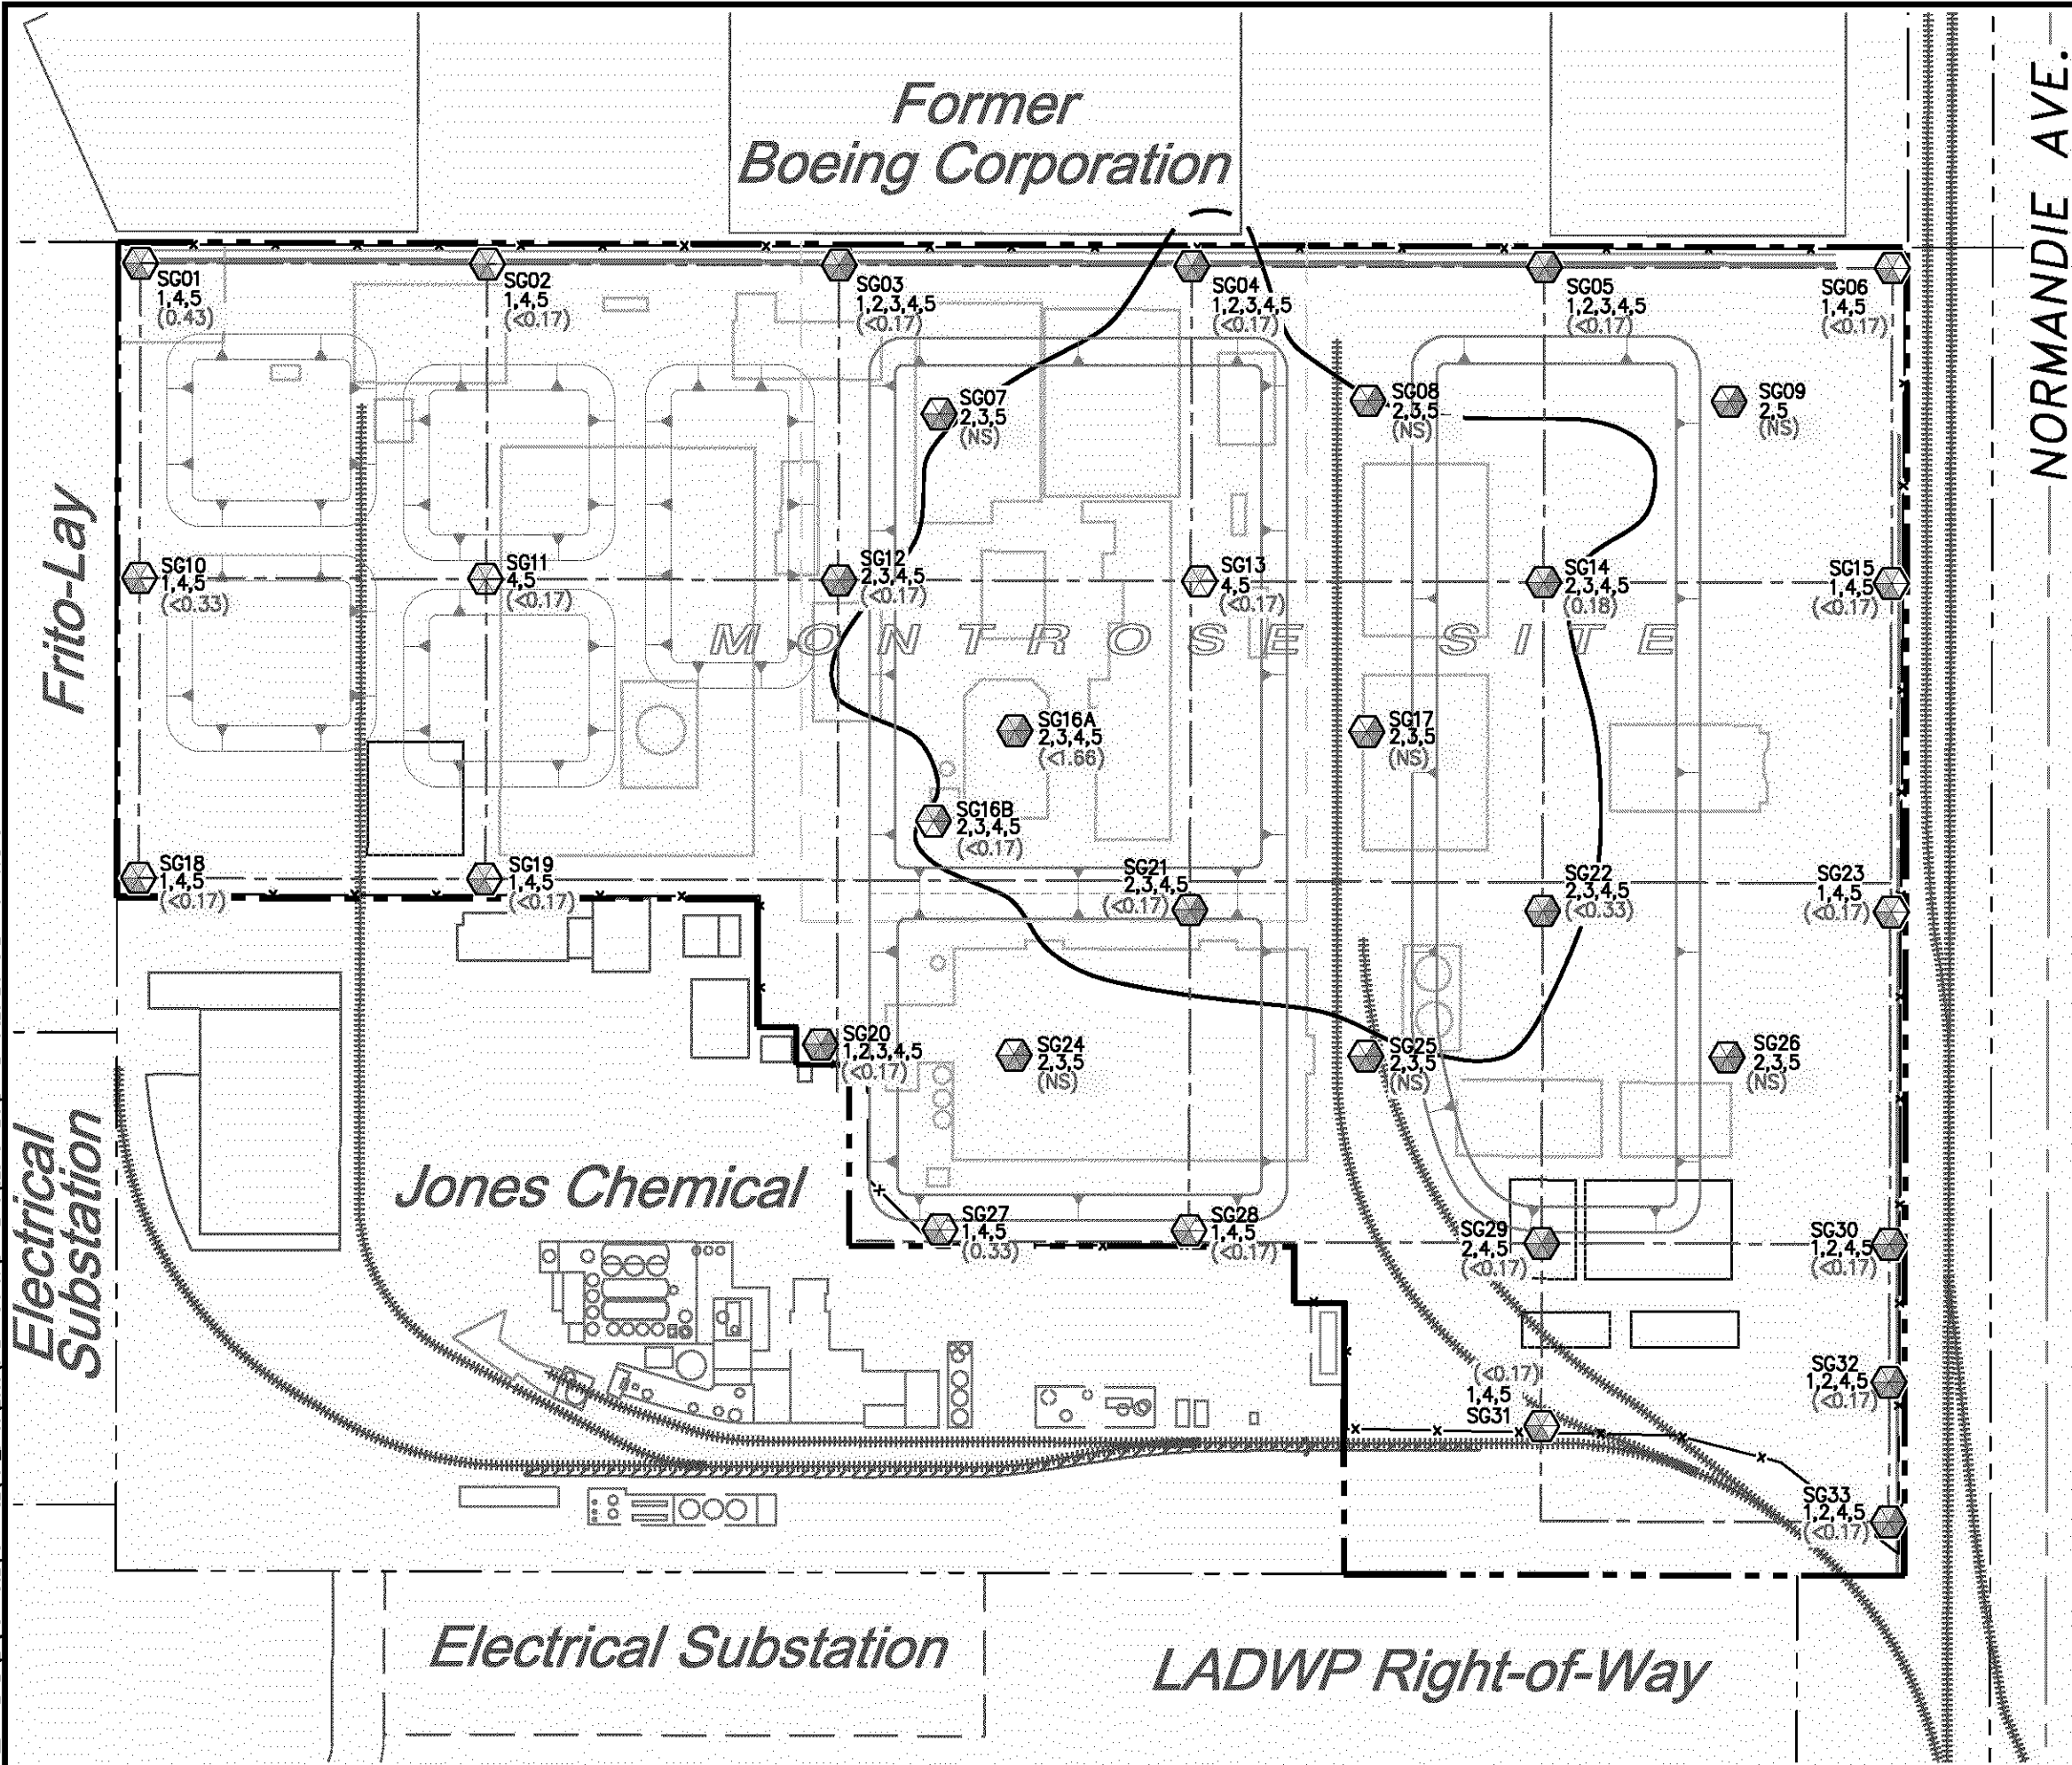 Former
Boeing Corporation
NORMANDIE AVE.
SG01
1,4,5
(0.43)
SG02
1,4,5
(<0.17)
SG03
1,2,3,4,5
(<0.17)
SG04
1,2,3,4,5
(<0.17)
SG05
1,2,3,4,5
(<0.17)
SG06
1,4,5
(<0.17)
SG07
2,3,5
(NS)
SG08
2,3,5
(NS)
SG09
2,5
(NS)
Frito-Lay
SG10
1,4,5
(<0.33)
SG11
4,5
(<0.17)
SG12
2,3,4,5
(<0.17)
SG13
4,5
(<0.17)
SG14
2,3,4,5
(0.18)
SG15
1,4,5
(<0.17)
MONTROSE SITE
SG16A
2,3,4,5
(<1.66)
SG17
2,3,5
(NS)
SG16B
2,3,4,5
(<0.17)
SG18
1,4,5
(<0.17)
SG19
1,4,5
(<0.17)
SG21
2,3,4,5
(<0.17)
SG22
2,3,4,5
(<0.33)
SG23
1,4,5
(<0.17)
SG20
1,2,3,4,5
(<0.17)
SG24
2,3,5
(NS)
SG25
2,3,5
(NS)
SG26
2,3,5
(NS)
Electrical
Substation
Jones Chemical
SG27
1,4,5
(0.33)
SG28
1,4,5
(<0.17)
SG29
2,4,5
(<0.17)
SG30
1,2,4,5
(<0.17)
(<0.17)
1,4,5
SG31
SG32
1,2,4,5
(<0.17)
SG33
1,2,4,5
(<0.17)
Electrical Substation
LADWP Right-of-Way